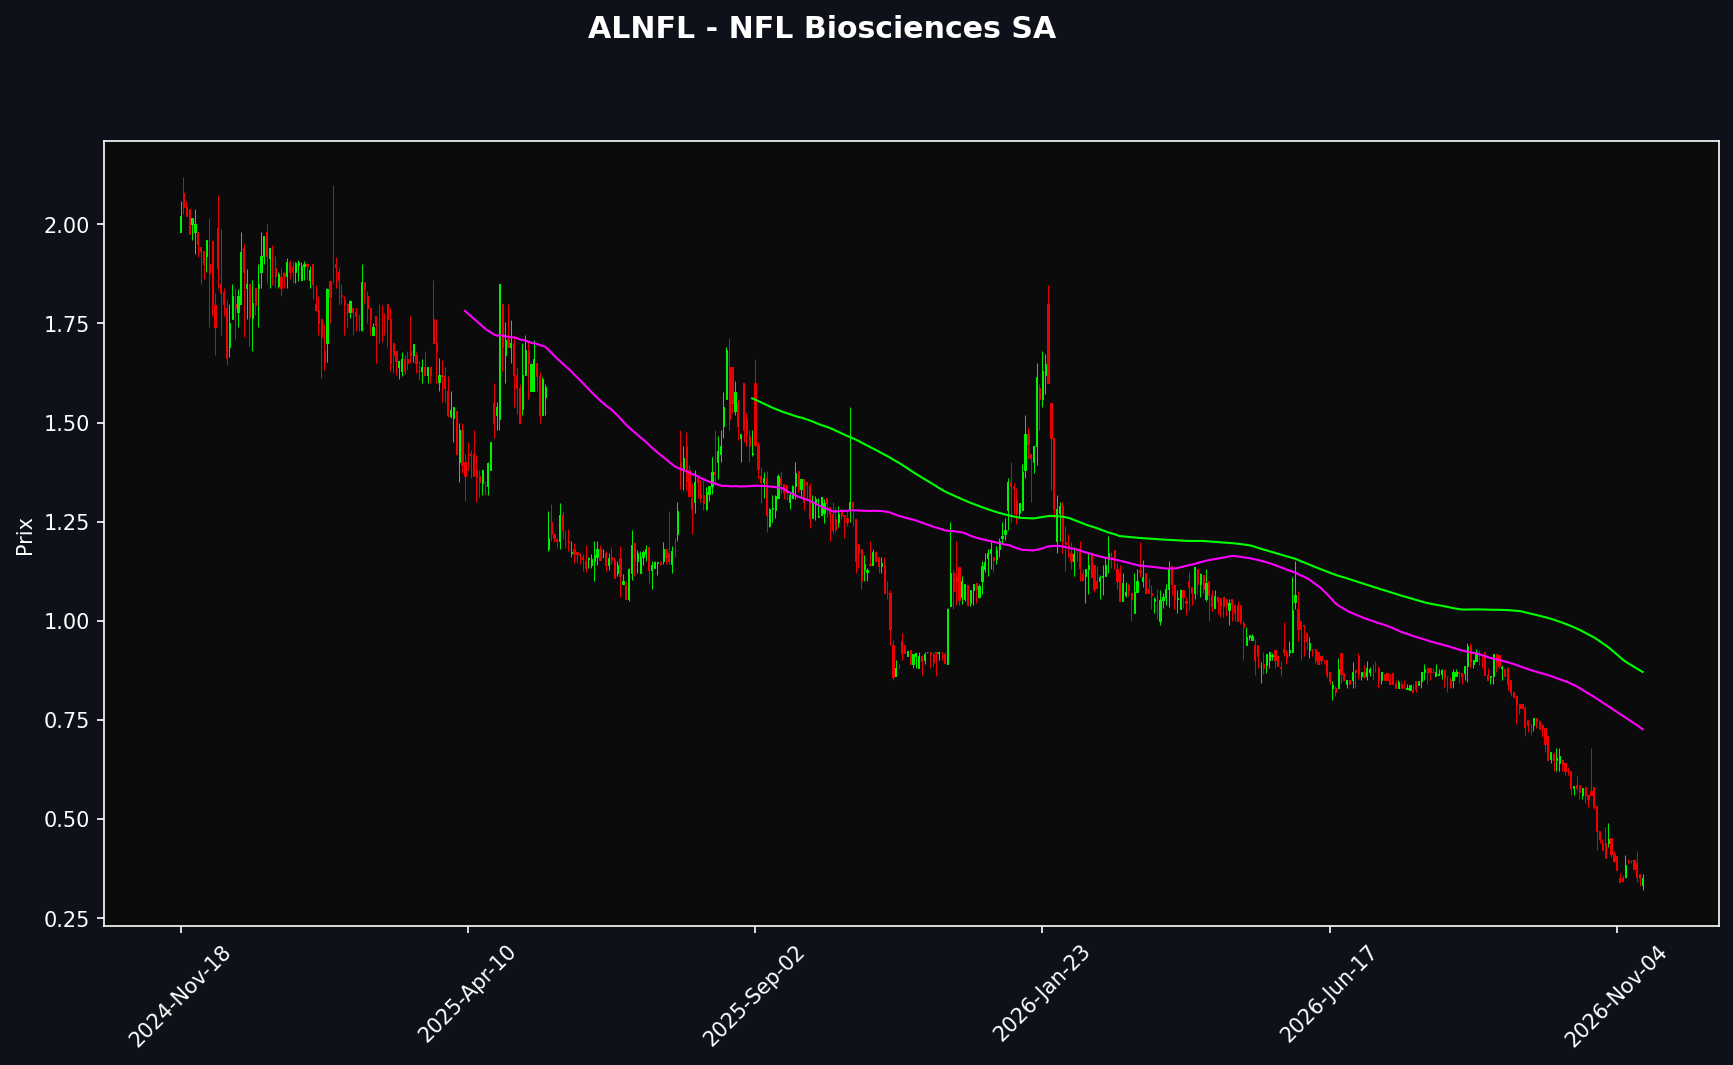 ALNFL - NFL Biosciences SA
Prix
2.00
1.75
1.50
1.25
1.00
0.75
0.50
0.25
2024-Nov-18
2025-Apr-10
2025-Sep-02
2026-Jan-23
2026-Jun-17
2026-Nov-04